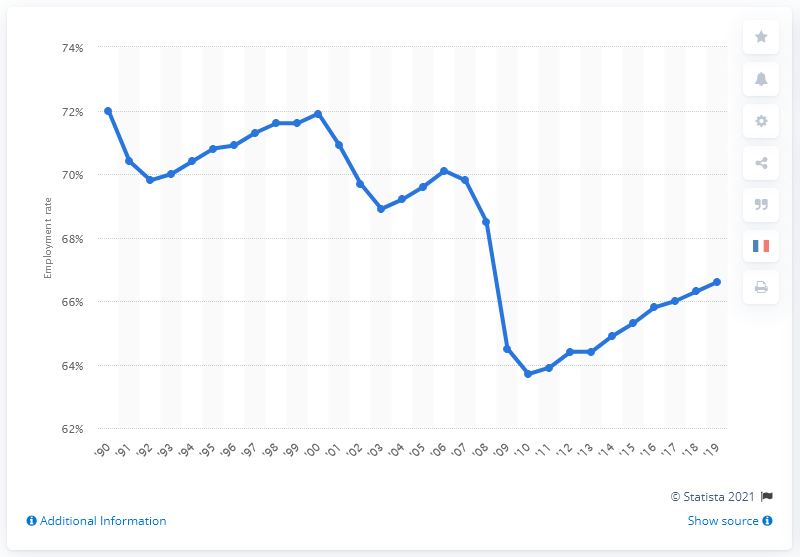 74%
72%
70%
68%
66%
64%
62%
Employment rate
'90 '91 '92 '93 '94 '95 '96 '97 '98 '99 '00 '01 '02 '03 '04 '05 '06 '07 '08 '09 '10 '11 '12 '13 '14 '15 '16 '17 '18 '19
© Statista 2021
Additional Information
Show source